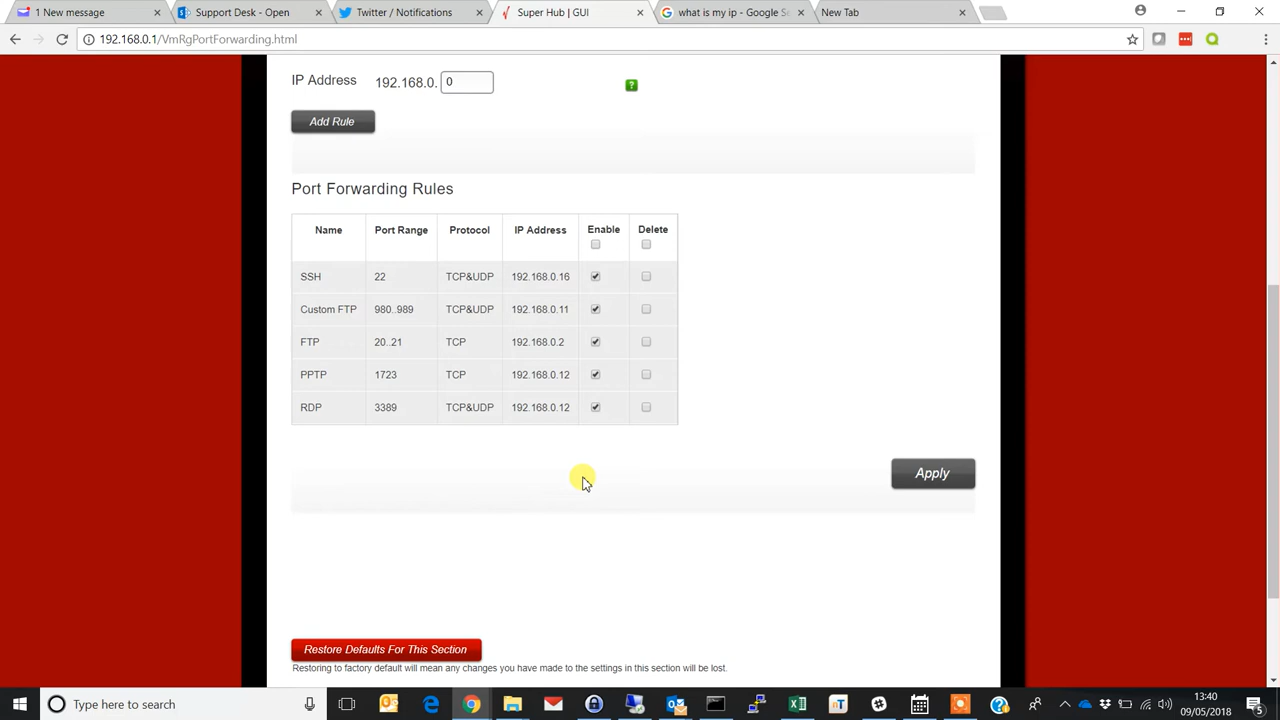 1 New message
Support Desk - Open
Twitter / Notifications
Super Hub | GUI
what is my ip - Google Se
New Tab
192.168.0.1/VmRgPortForwarding.html
IP Address 192.168.0. 0
?
Add Rule
Port Forwarding Rules
Name Port Range Protocol IP Address Enable Delete
SSH 22 TCP&UDP 192.168.0.16
Custom FTP 980..989 TCP&UDP 192.168.0.11
FTP 20..21 TCP 192.168.0.2
PPTP 1723 TCP 192.168.0.12
RDP 3389 TCP&UDP 192.168.0.12
Apply
Restore Defaults For This Section
Restoring to factory default will mean any changes you have made to the settings in this section will be lost.
Type here to search
13:40
09/05/2018
5